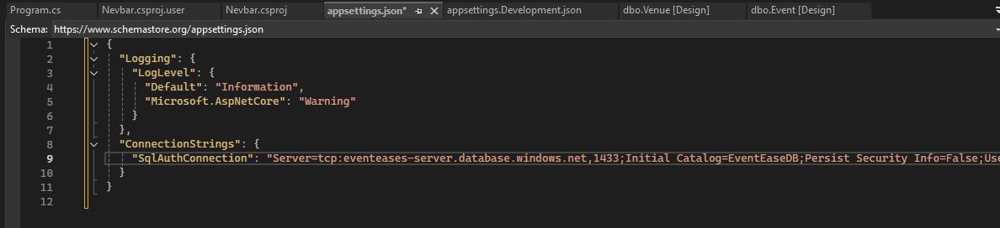 Program.cs Nevbar.csproj.user Nevbar.csproj appsettings.json* appsettings.Development.json dbo.Venue [Design] dbo.Event [Design]
Schema: https://www.schemastore.org/appsettings.json
1 {
2 "Logging": {
3 "LogLevel": {
4 "Default": "Information",
5 "Microsoft.AspNetCore": "Warning"
6 }
7 },
8 "ConnectionStrings": {
9 "SqlAuthConnection": "Server=tcp:eventeases-server.database.windows.net,1433;Initial Catalog=EventEaseDB;Persist Security Info=False;Use
10 }
11 }
12